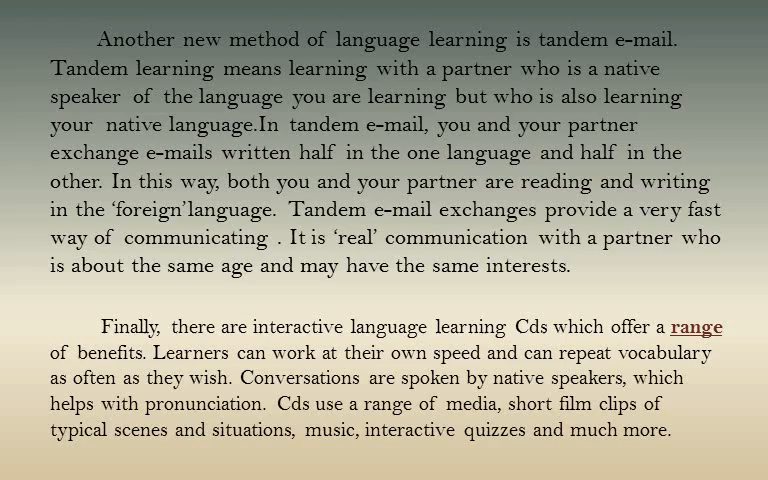 Another new method of language learning is tandem e-mail.
Tandem learning means learning with a partner who is a native
speaker of the language you are learning but who is also learning
your native language.In tandem e-mail, you and your partner
exchange e-mails written half in the one language and half in the
other. In this way, both you and your partner are reading and writing
in the ‘foreign’language. Tandem e-mail exchanges provide a very fast
way of communicating . It is ‘real’ communication with a partner who
is about the same age and may have the same interests.
Finally, there are interactive language learning Cds which offer a range
of benefits. Learners can work at their own speed and can repeat vocabulary
as often as they wish. Conversations are spoken by native speakers, which
helps with pronunciation. Cds use a range of media, short film clips of
typical scenes and situations, music, interactive quizzes and much more.